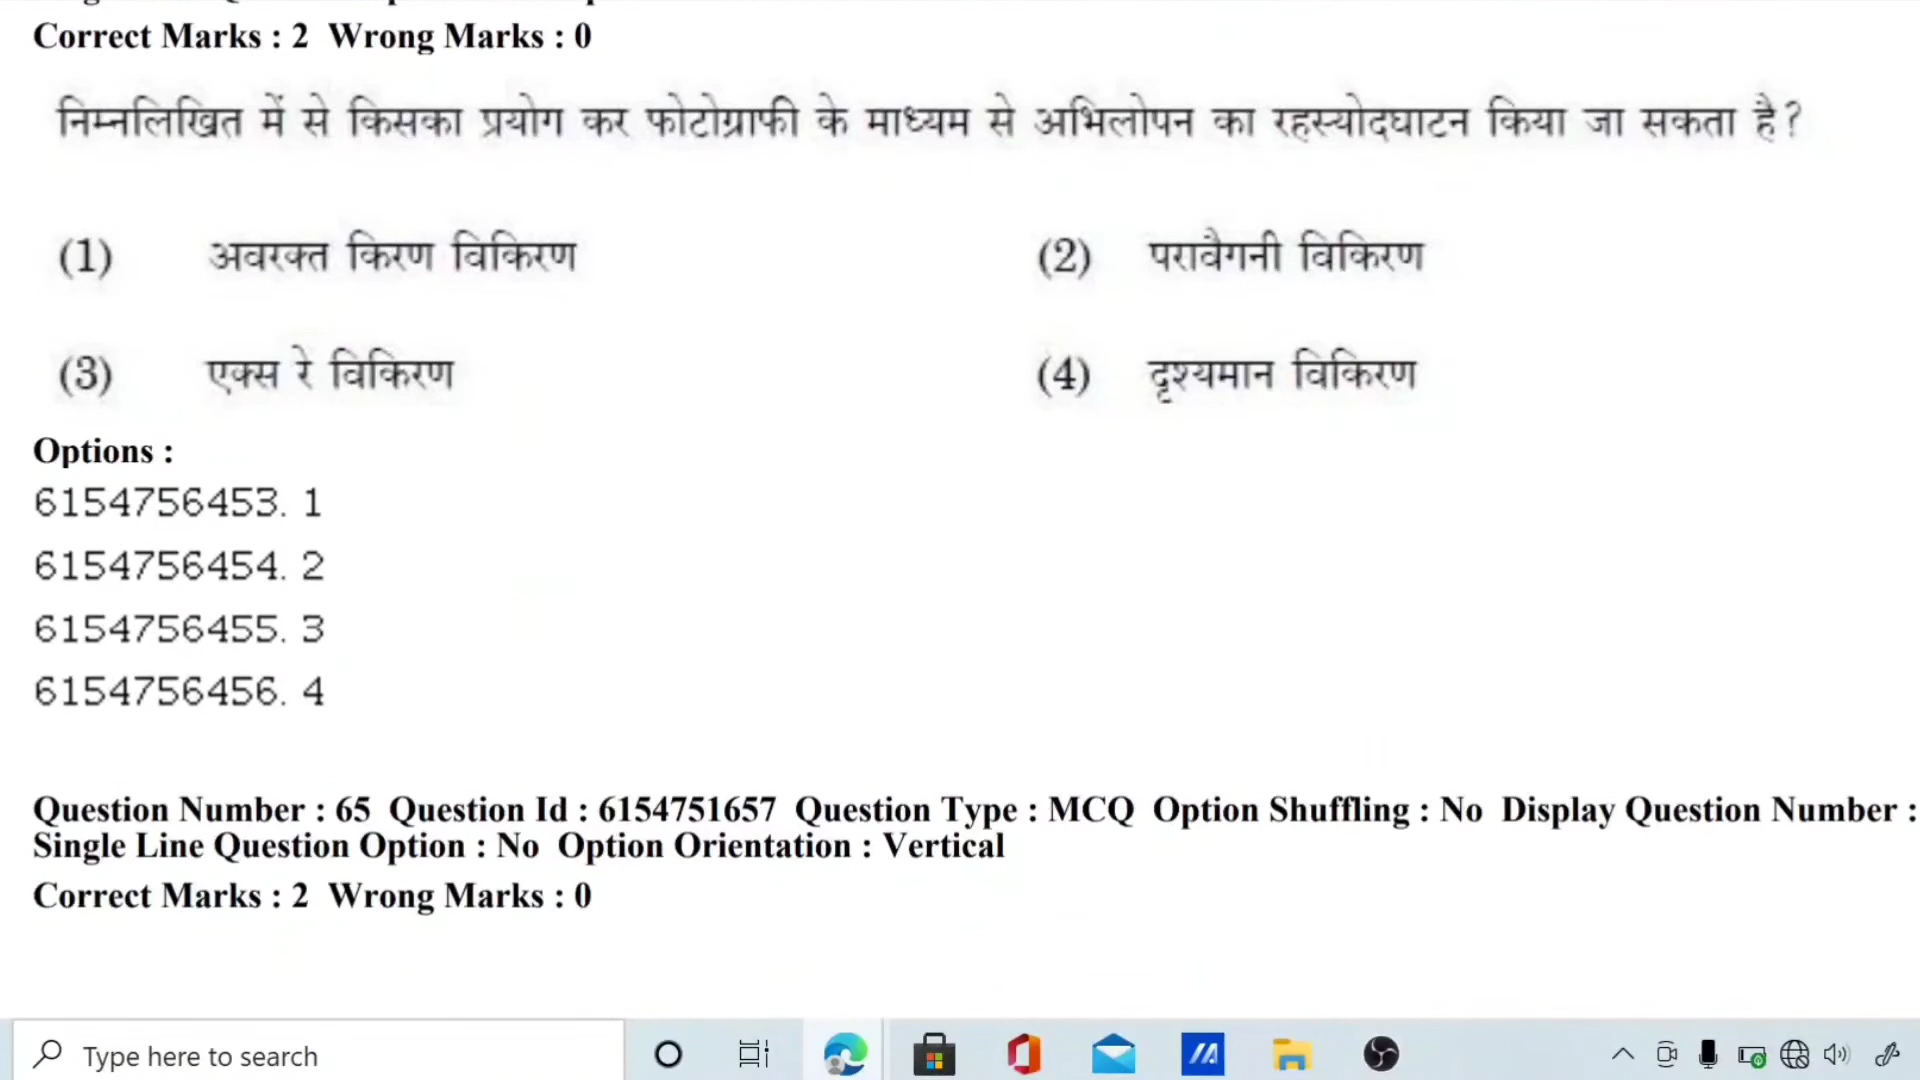 Correct Marks : 2 Wrong Marks : 0
निम्नलिखित में से किसका प्रयोग कर फोटोग्राफी के माध्यम से अभिलोपन का रहस्योदघाटन किया जा सकता है?
(1) अवरक्त किरण विकिरण (2) परावैगनी विकिरण
(3) एक्स रे विकिरण (4) दृश्यमान विकिरण
Options :
6154756453. 1
6154756454. 2
6154756455. 3
6154756456. 4
Question Number : 65 Question Id : 6154751657 Question Type : MCQ Option Shuffling : No Display Question Number :
Single Line Question Option : No Option Orientation : Vertical
Correct Marks : 2 Wrong Marks : 0
Type here to search